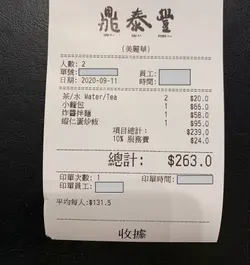 鼎泰豐
(美麗華)
人數: 2
單號: 員工:
日期: 2020-09-11 時間:
茶/水 Water/Tea 2 $20.0
小籠包 1 $66.0
炸醬拌麵 1 $58.0
蝦仁蛋炒飯 1 $95.0
項目總計: $239.0
10% 服務費 $24.0
總計: $263.0
印單次數: 1 印單時間:
印單員工:
平均每人:$131.5
收據